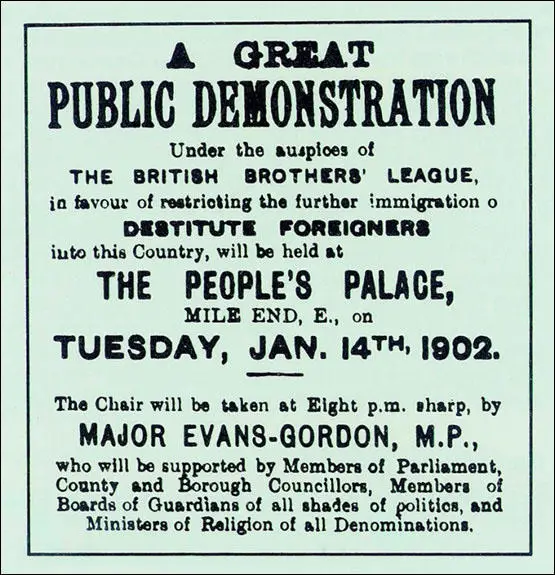 A GREAT
PUBLIC DEMONSTRATION
Under the auspices of
THE BRITISH BROTHERS' LEAGUE,
in favour of restricting the further immigration o
DESTITUTE FOREIGNERS
into this Country, will be held at
THE PEOPLE'S PALACE,
MILE END, E., on
TUESDAY, JAN. 14TH, 1902.
The Chair will be taken at Eight p.m. sharp, by
MAJOR EVANS-GORDON, M.P.,
who will be supported by Members of Parliament,
County and Borough Councillors, Members of
Boards of Guardians of all shades of politics, and
Ministers of Religion of all Denominations.